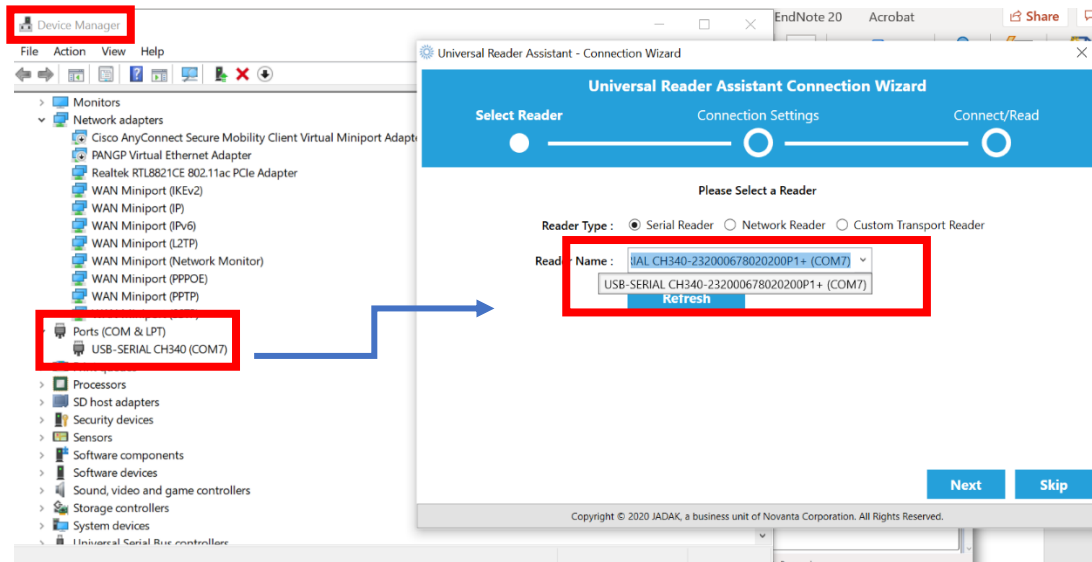 Device Manager
File Action View Help
Monitors
Network adapters
Cisco AnyConnect Secure Mobility Client Virtual Miniport Adapte
PANGP Virtual Ethernet Adapter
Realtek RTL8821CE 802.11ac PCIe Adapter
WAN Miniport (IKEv2)
WAN Miniport (IP)
WAN Miniport (IPv6)
WAN Miniport (L2TP)
WAN Miniport (Network Monitor)
WAN Miniport (PPPOE)
WAN Miniport (PPTP)
Ports (COM & LPT)
USB-SERIAL CH340 (COM7)
Processors
SD host adapters
Security devices
Sensors
Software components
Software devices
Sound, video and game controllers
Storage controllers
System devices
Universal Serial Bus controllers
EndNote 20 Acrobat Share
Universal Reader Assistant - Connection Wizard
Universal Reader Assistant Connection Wizard
Select Reader Connection Settings Connect/Read
Please Select a Reader
Reader Type : Serial Reader Network Reader Custom Transport Reader
Reader Name : IAL CH340-232000678020200P1+ (COM7)
USB-SERIAL CH340-232000678020200P1+ (COM7)
Refresh
Next Skip
Copyright © 2020 JADAK, a business unit of Novanta Corporation. All Rights Reserved.